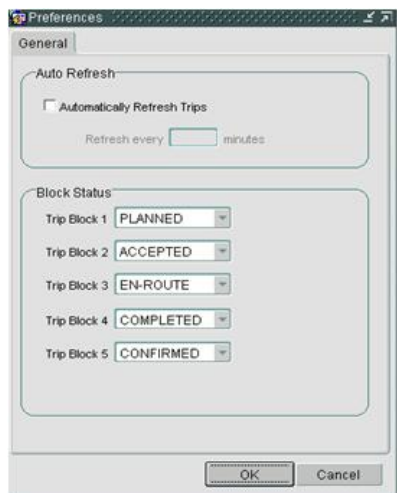 Preferences
General
Auto Refresh
Automatically Refresh Trips
Refresh every minutes
Block Status
Trip Block 1 PLANNED
Trip Block 2 ACCEPTED
Trip Block 3 EN-ROUTE
Trip Block 4 COMPLETED
Trip Block 5 CONFIRMED
OK Cancel